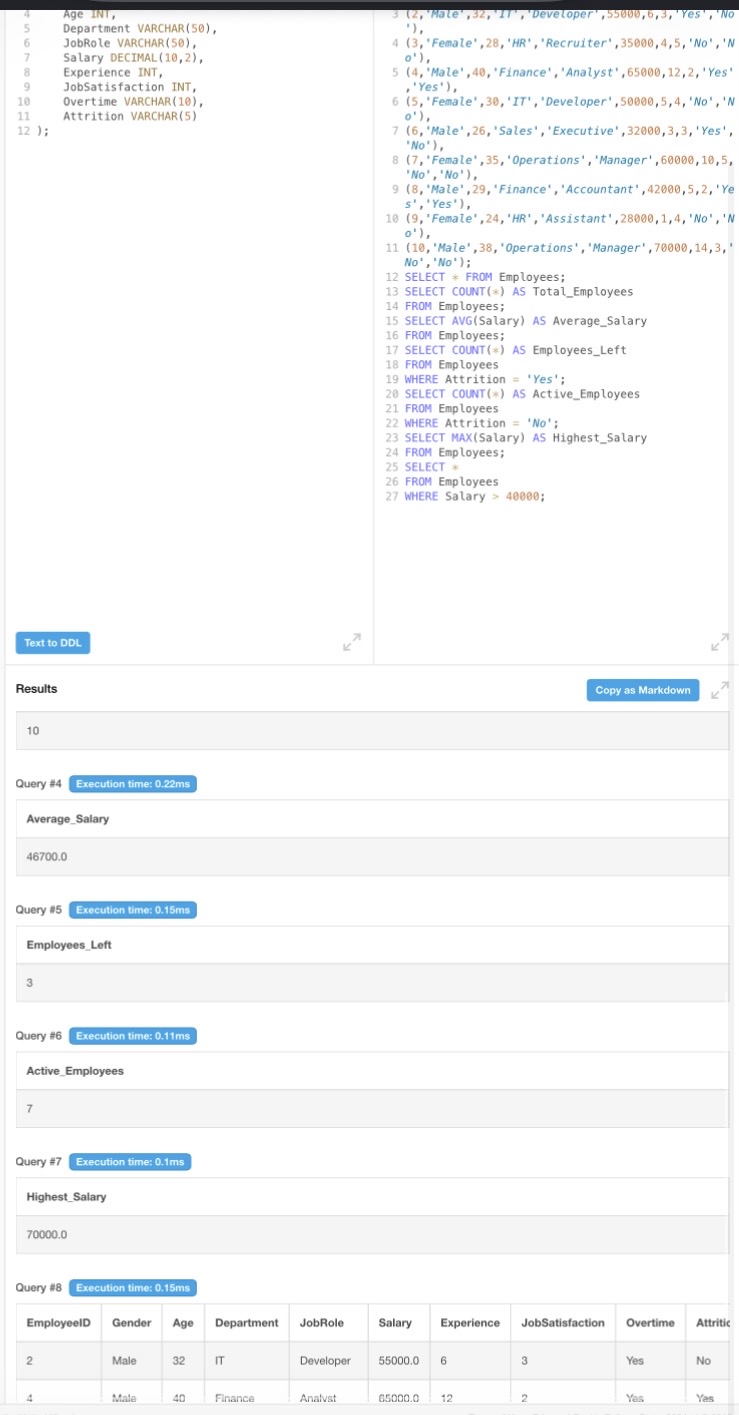 4 Age INT,
5 Department VARCHAR(50),
6 JobRole VARCHAR(50),
7 Salary DECIMAL(10,2),
8 Experience INT,
9 JobSatisfaction INT,
10 Overtime VARCHAR(10),
11 Attrition VARCHAR(5)
12 );
Text to DDL
3 (2,'Male',32,'IT','Developer',55000,6,3,'Yes','No
'),
4 (3,'Female',28,'HR','Recruiter',35000,4,5,'No','N
o'),
5 (4,'Male',40,'Finance','Analyst',65000,12,2,'Yes'
,'Yes'),
6 (5,'Female',30,'IT','Developer',50000,5,4,'No','N
o'),
7 (6,'Male',26,'Sales','Executive',32000,3,3,'Yes',
'No'),
8 (7,'Female',35,'Operations','Manager',60000,10,5,
'No','No'),
9 (8,'Male',29,'Finance','Accountant',42000,5,2,'Ye
s','Yes'),
10 (9,'Female',24,'HR','Assistant',28000,1,4,'No','N
o'),
11 (10,'Male',38,'Operations','Manager',70000,14,3,'
No','No');
12 SELECT * FROM Employees;
13 SELECT COUNT(*) AS Total_Employees
14 FROM Employees;
15 SELECT AVG(Salary) AS Average_Salary
16 FROM Employees;
17 SELECT COUNT(*) AS Employees_Left
18 FROM Employees
19 WHERE Attrition = 'Yes';
20 SELECT COUNT(*) AS Active_Employees
21 FROM Employees
22 WHERE Attrition = 'No';
23 SELECT MAX(Salary) AS Highest_Salary
24 FROM Employees;
25 SELECT *
26 FROM Employees
27 WHERE Salary > 40000;
Results Copy as Markdown
10
Query #4 Execution time: 0.22ms
Average_Salary
46700.0
Query #5 Execution time: 0.15ms
Employees_Left
3
Query #6 Execution time: 0.11ms
Active_Employees
7
Query #7 Execution time: 0.1ms
Highest_Salary
70000.0
Query #8 Execution time: 0.15ms
EmployeeID Gender Age Department JobRole Salary Experience JobSatisfaction Overtime Attritic
2 Male 32 IT Developer 55000.0 6 3 Yes No
4 Male 40 Finance Analyst 65000.0 12 2 Yes Yes